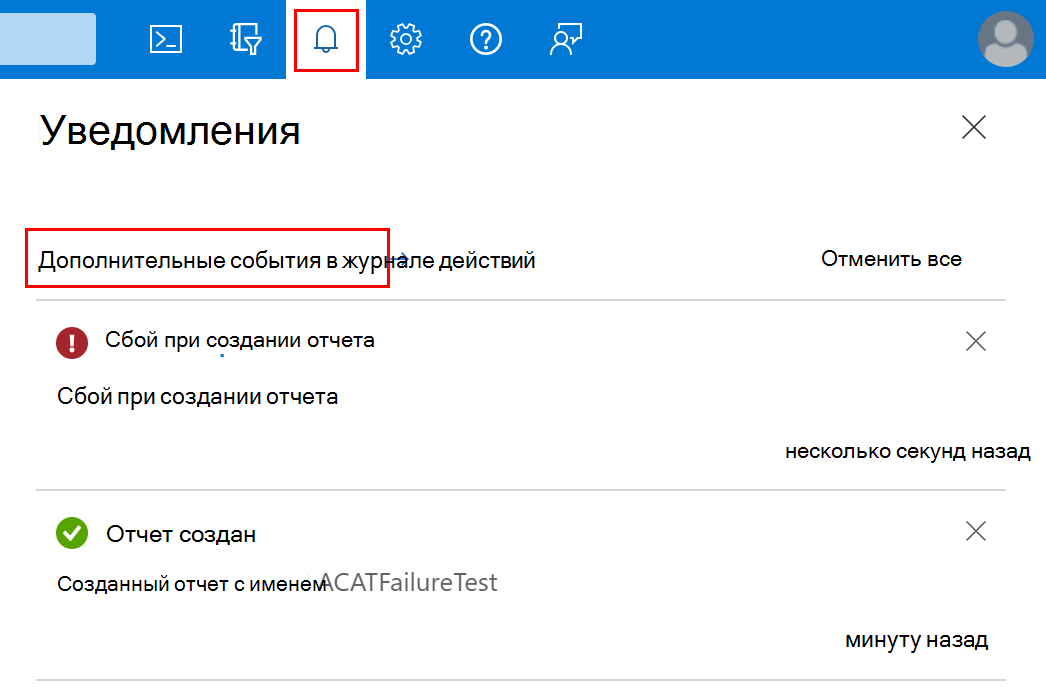 Уведомления
Дополнительные события в журнале действий
Отменить все
Сбой при создании отчета
Сбой при создании отчета
несколько секунд назад
Отчет создан
Созданный отчет с именем ACATFailureTest
минуту назад